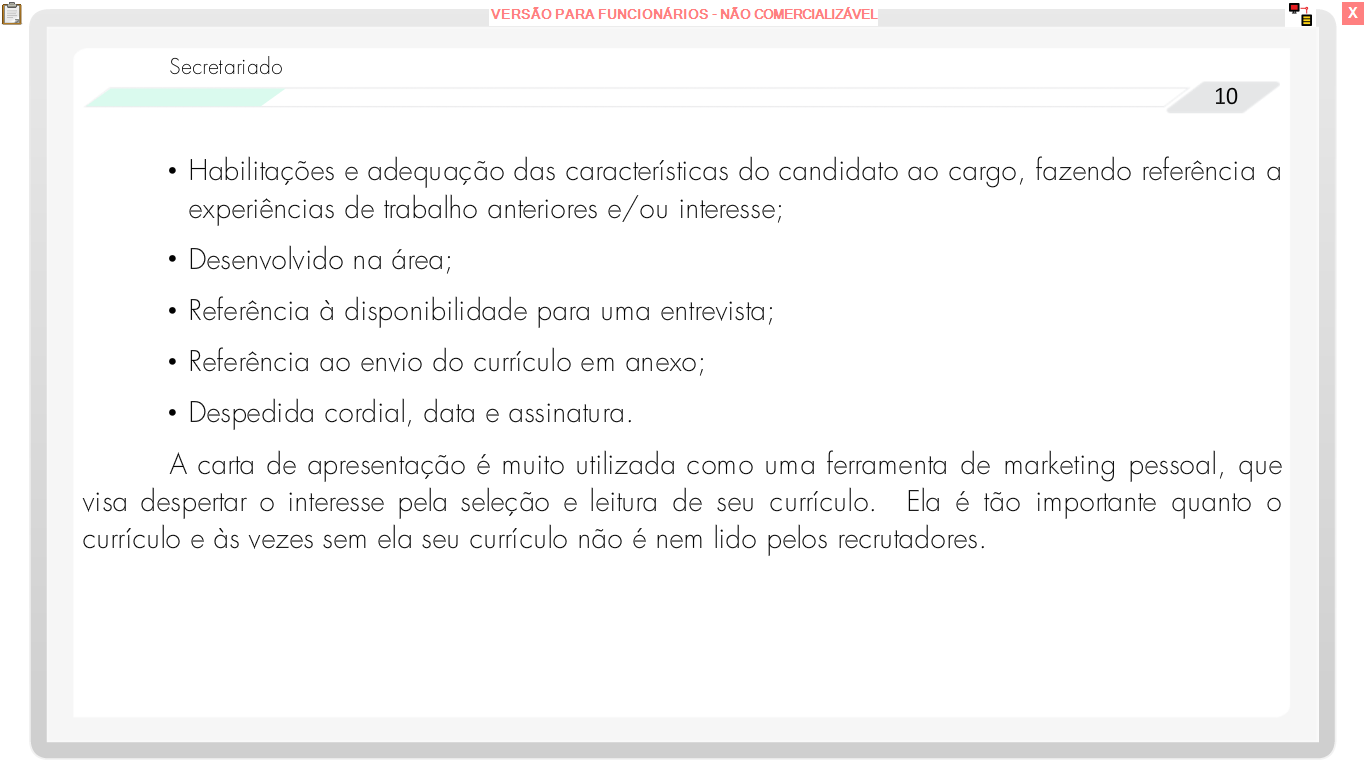 VERSÃO PARA FUNCIONÁRIOS - NÃO COMERCIALIZÁVEL
X
Secretariado
10
• Habilitações e adequação das características do candidato ao cargo, fazendo referência a
experiências de trabalho anteriores e/ou interesse;
• Desenvolvido na área;
• Referência à disponibilidade para uma entrevista;
• Referência ao envio do currículo em anexo;
• Despedida cordial, data e assinatura.
A carta de apresentação é muito utilizada como uma ferramenta de marketing pessoal, que
visa despertar o interesse pela seleção e leitura de seu currículo. Ela é tão importante quanto o
currículo e às vezes sem ela seu currículo não é nem lido pelos recrutadores.